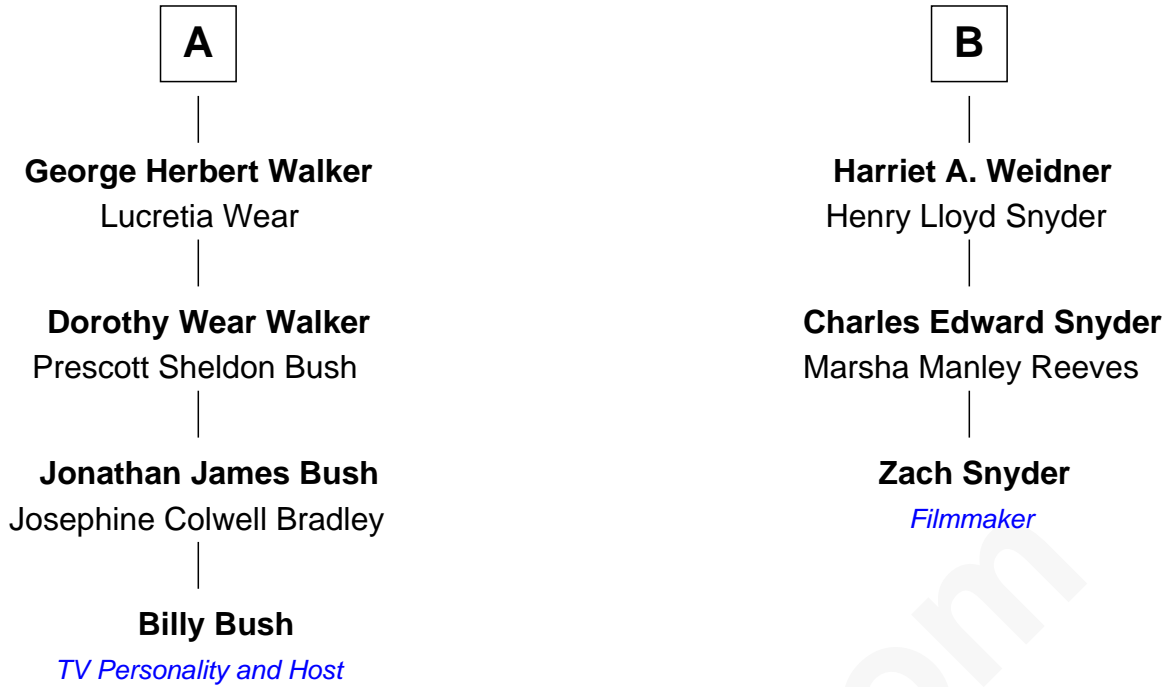 A
George Herbert Walker
Lucretia Wear
Dorothy Wear Walker
Prescott Sheldon Bush
Jonathan James Bush
Josephine Colwell Bradley
Billy Bush
TV Personality and Host
B
Harriet A. Weidner
Henry Lloyd Snyder
Charles Edward Snyder
Marsha Manley Reeves
Zach Snyder
Filmmaker
om